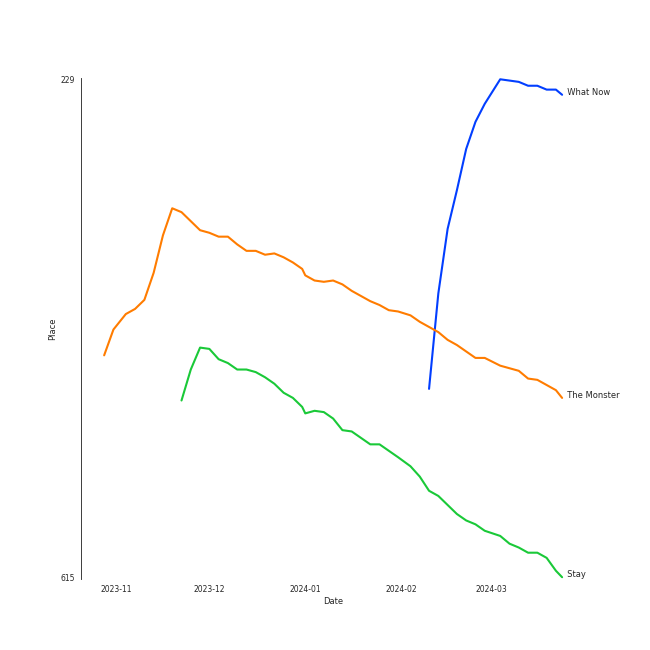 229
What Now
Place
The Monster
Stay
615
2023-11
2023-12
2024-01
2024-02
2024-03
Date